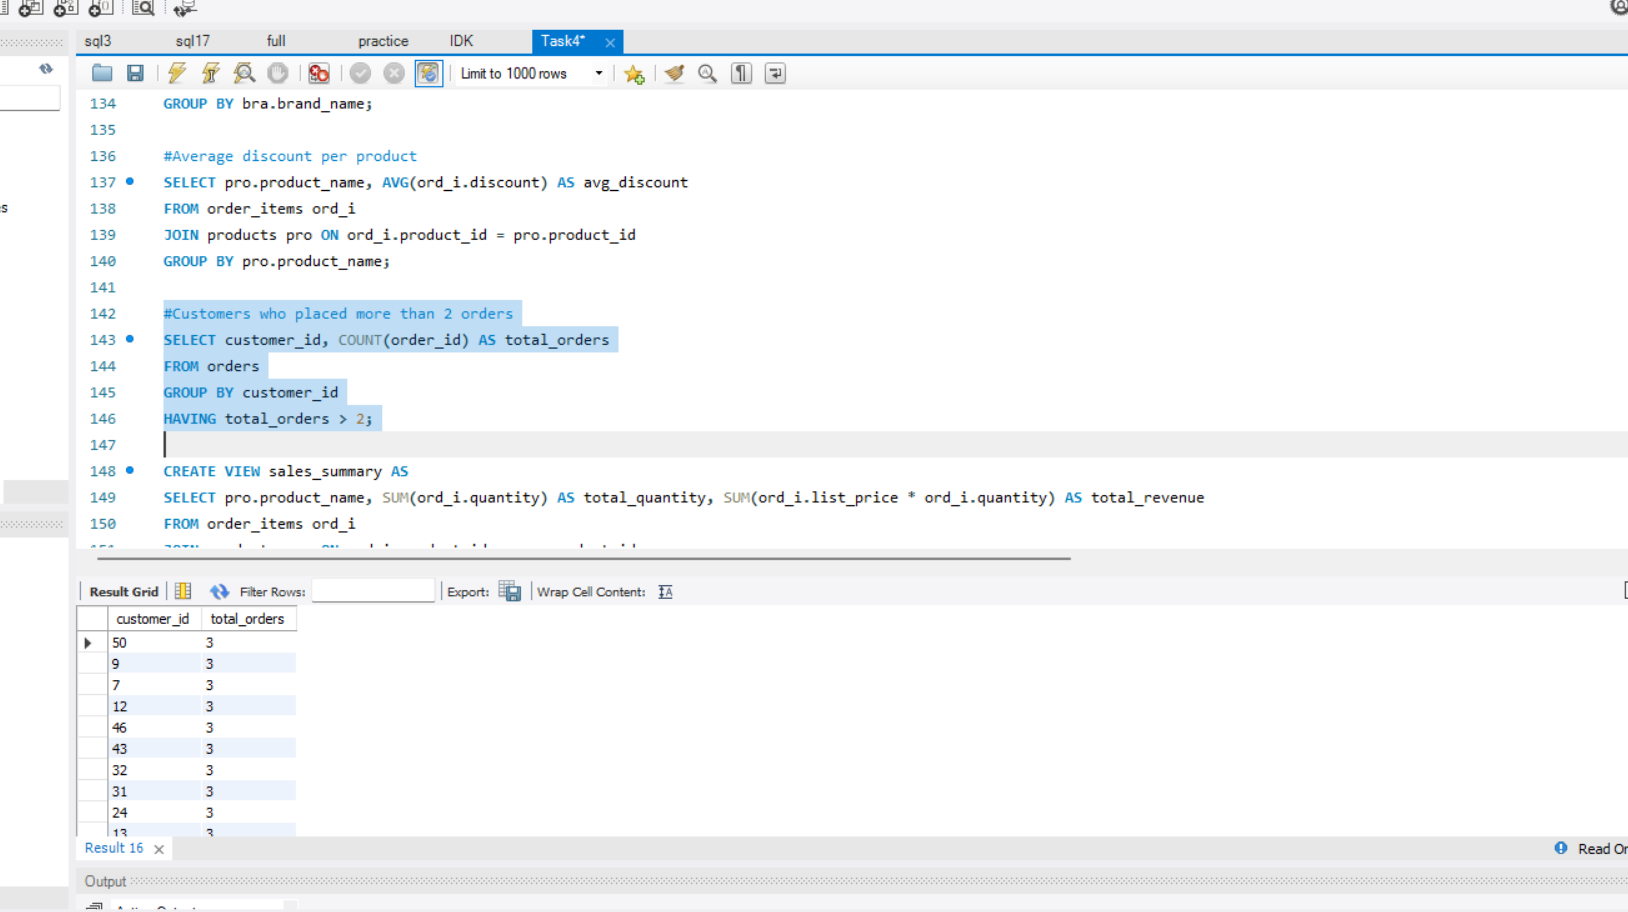 sql3 sql17 full practice IDK Task4*
Limit to 1000 rows
134 GROUP BY bra.brand_name;
135
136 #Average discount per product
137 SELECT pro.product_name, AVG(ord_i.discount) AS avg_discount
138 FROM order_items ord_i
139 JOIN products pro ON ord_i.product_id = pro.product_id
140 GROUP BY pro.product_name;
141
142 #Customers who placed more than 2 orders
143 SELECT customer_id, COUNT(order_id) AS total_orders
144 FROM orders
145 GROUP BY customer_id
146 HAVING total_orders > 2;
147
148 CREATE VIEW sales_summary AS
149 SELECT pro.product_name, SUM(ord_i.quantity) AS total_quantity, SUM(ord_i.list_price * ord_i.quantity) AS total_revenue
150 FROM order_items ord_i
Result Grid Filter Rows: Export: Wrap Cell Content:
customer_id total_orders
50 3
9 3
7 3
12 3
46 3
43 3
32 3
31 3
24 3
13 3
Result 16 Read
Output